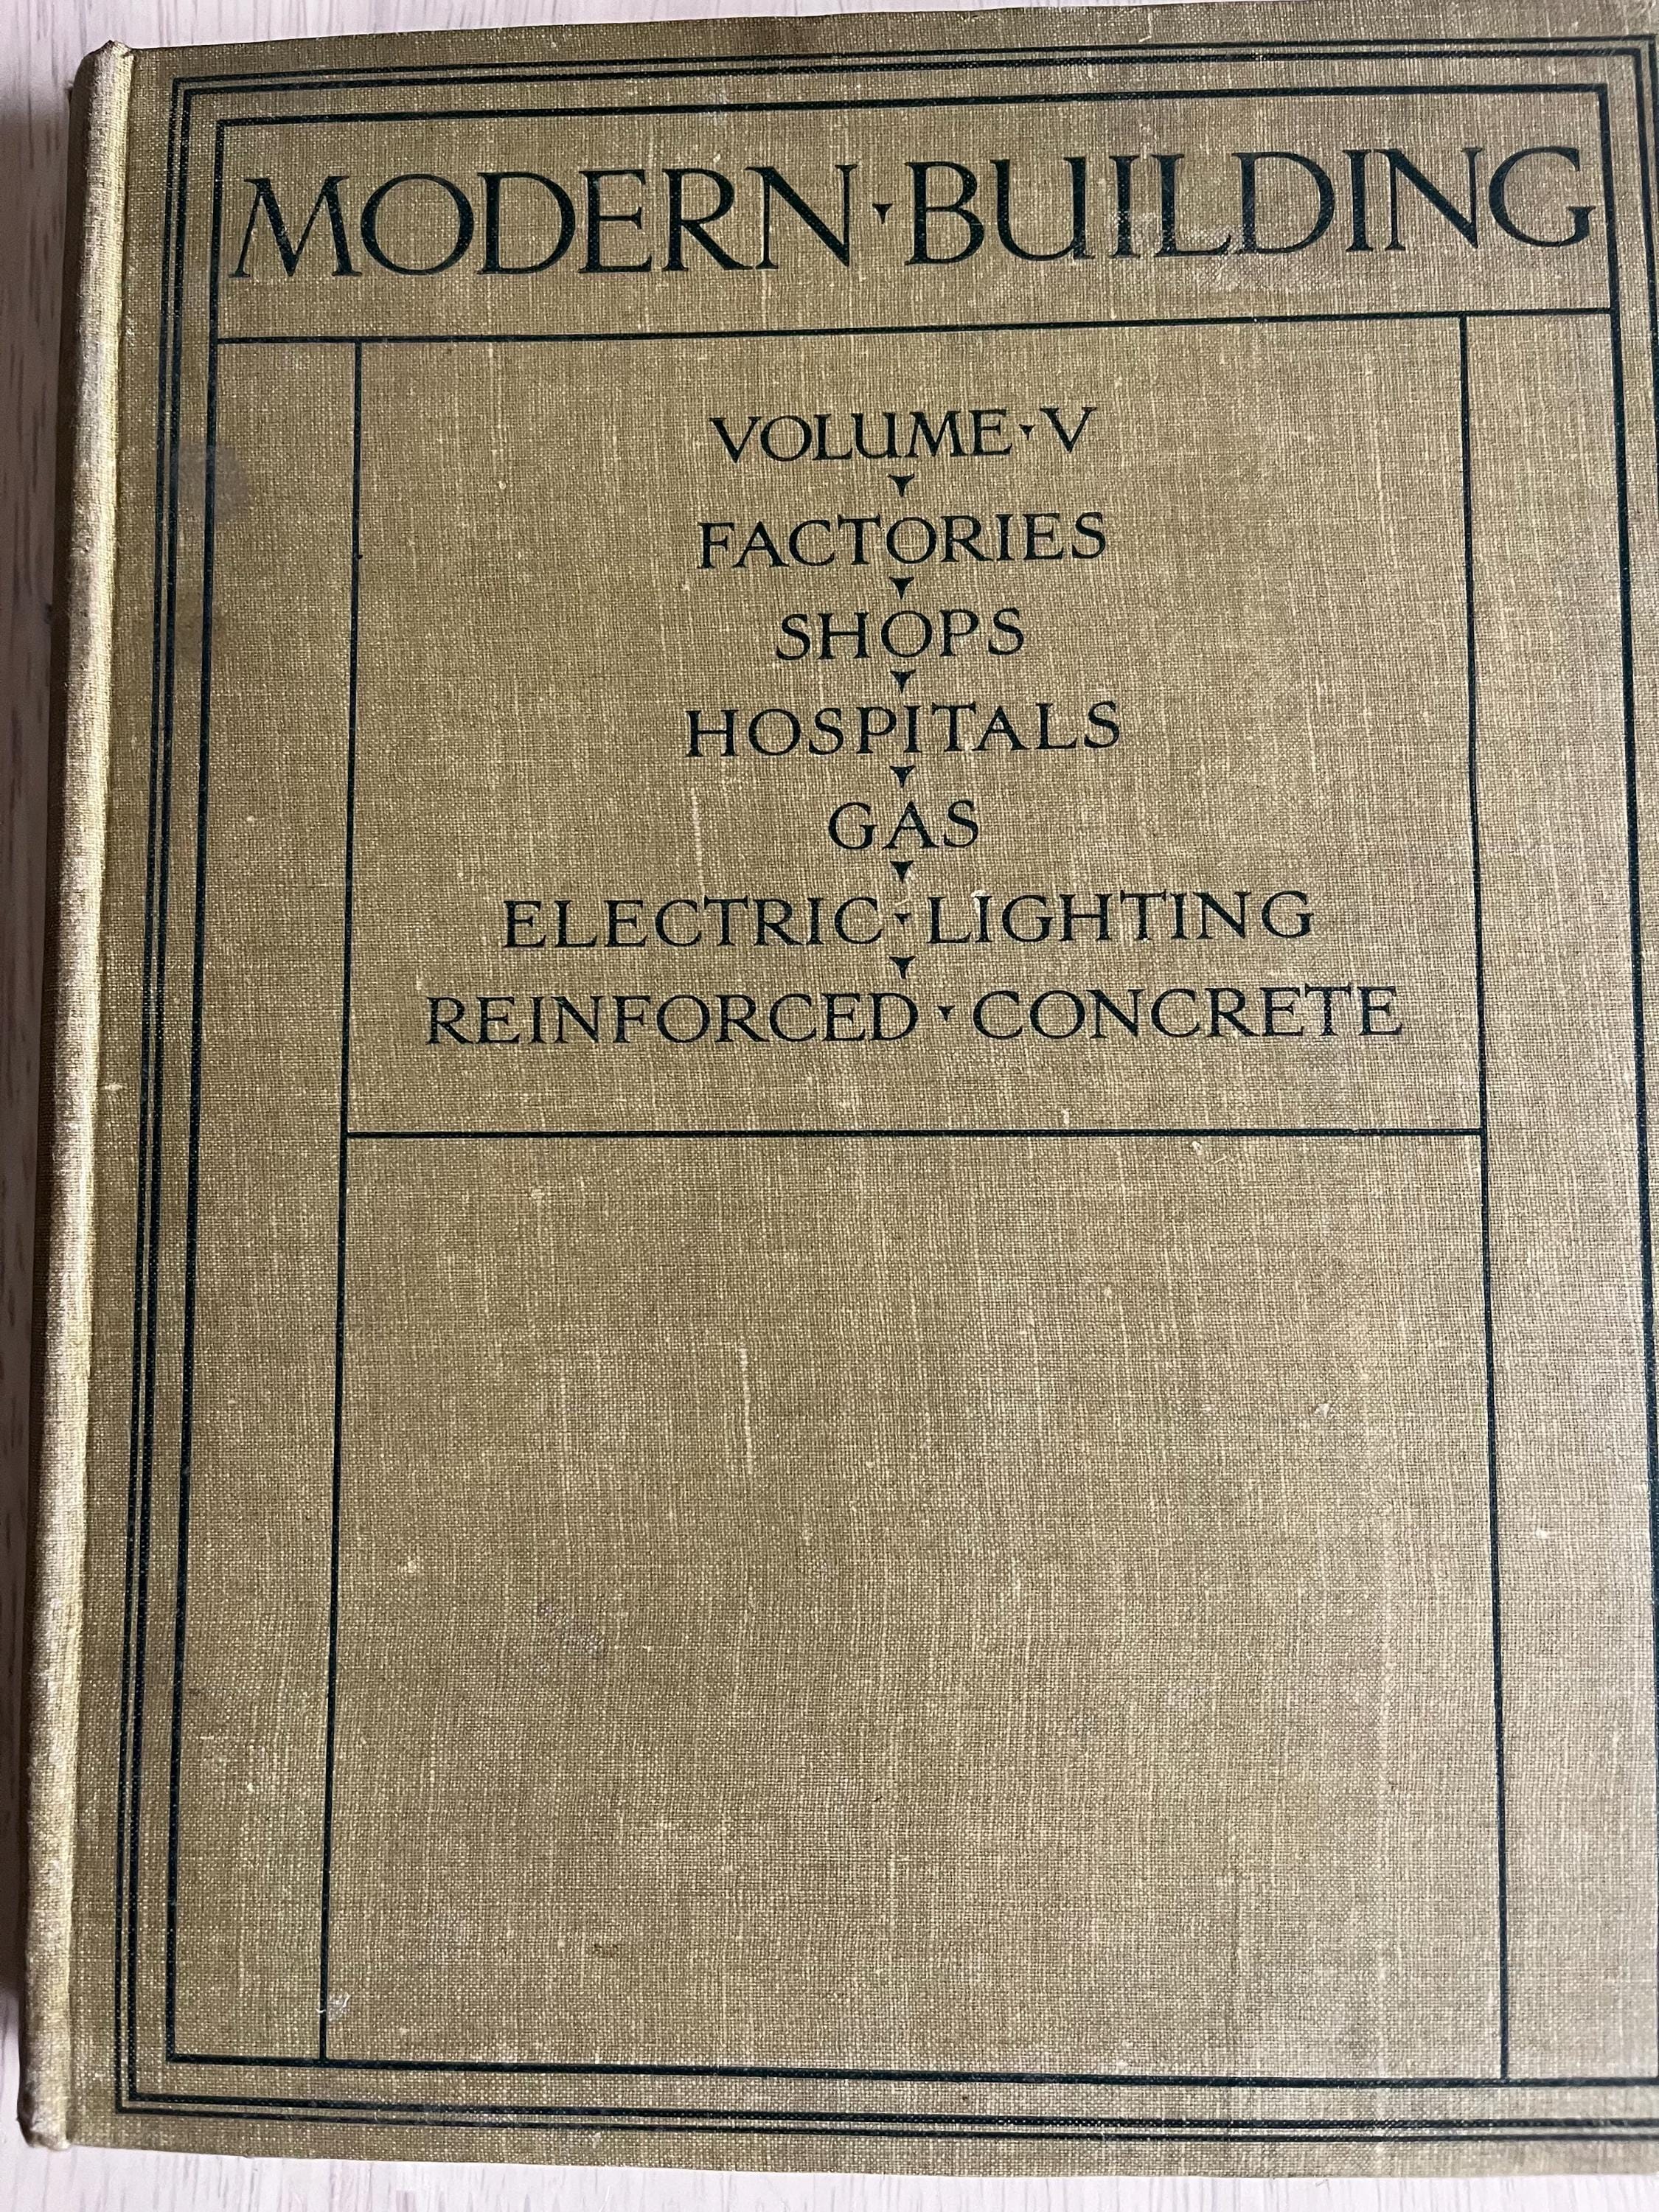 MODERN▾BUILDING
VOLUME▾V
FACTORIES
SHOPS
HOSPITALS
GAS
ELECTRIC▾LIGHTING
REINFORCED▾CONCRETE